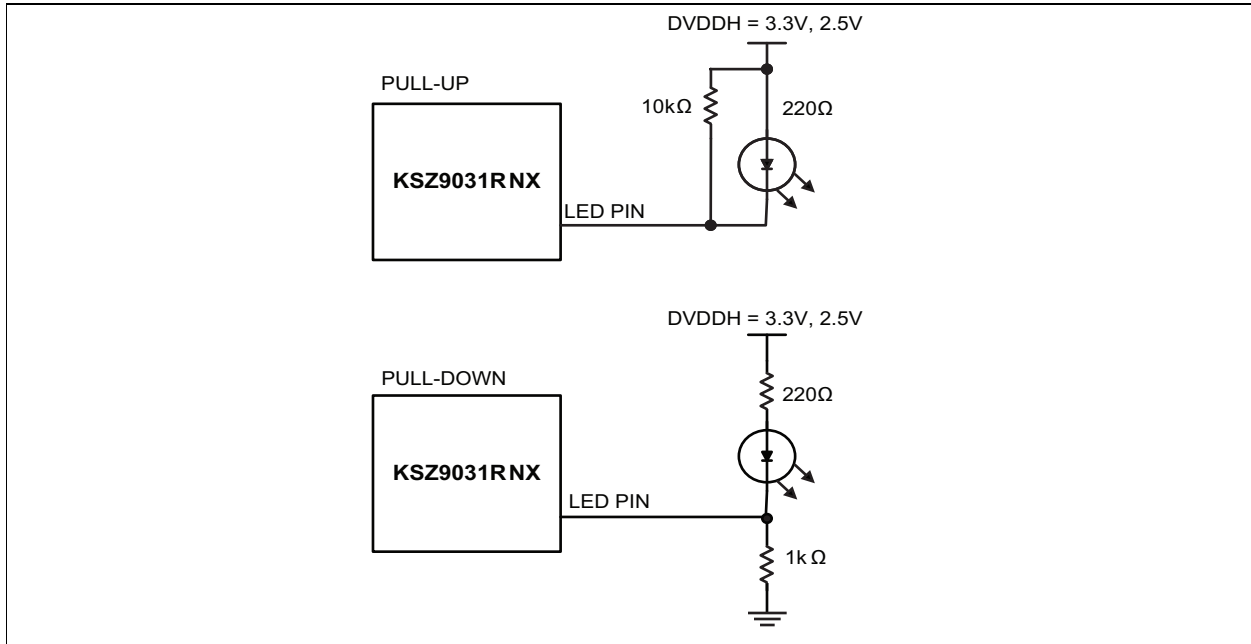 DVDDH = 3.3V, 2.5V
PULL-UP
10kΩ
220Ω
KSZ9031RNX
LED PIN
DVDDH = 3.3V, 2.5V
PULL-DOWN
220Ω
KSZ9031RNX
LED PIN
1k Ω